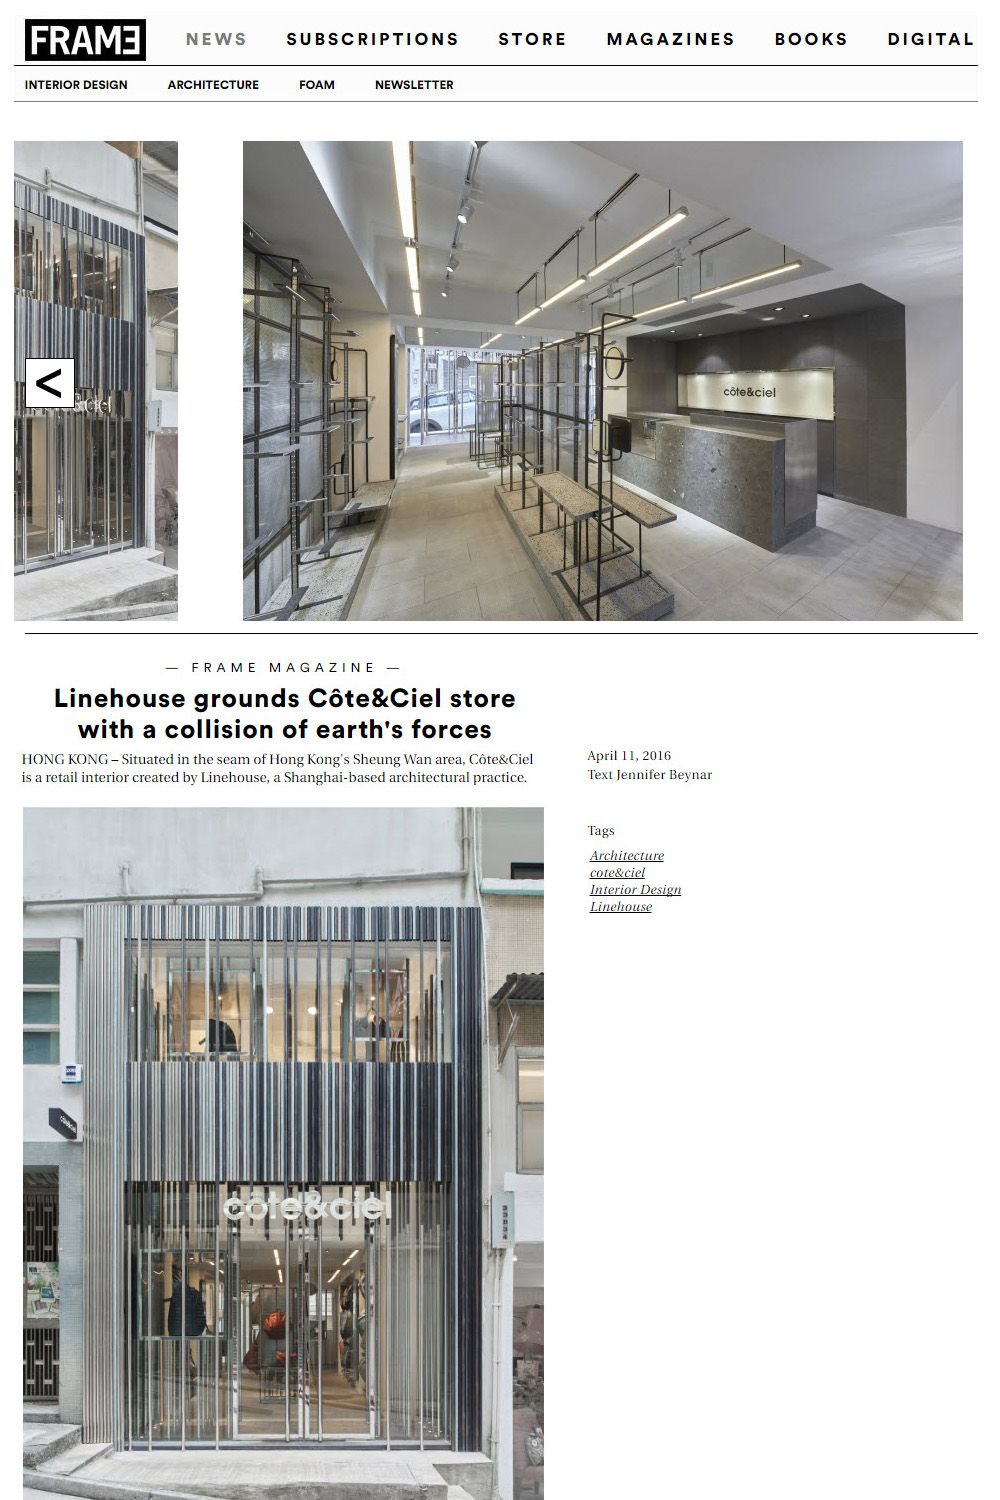 FRAME
NEWS SUBSCRIPTIONS STORE MAGAZINES BOOKS DIGITAL
INTERIOR DESIGN ARCHITECTURE FOAM NEWSLETTER
<
côte&ciel
— FRAME MAGAZINE —
Linehouse grounds Côte&Ciel store
with a collision of earth's forces
HONG KONG – Situated in the seam of Hong Kong's Sheung Wan area, Côte&Ciel
is a retail interior created by Linehouse, a Shanghai-based architectural practice.
April 11, 2016
Text Jennifer Beynar
Tags
Architecture
cote&ciel
Interior Design
Linehouse
côte&ciel